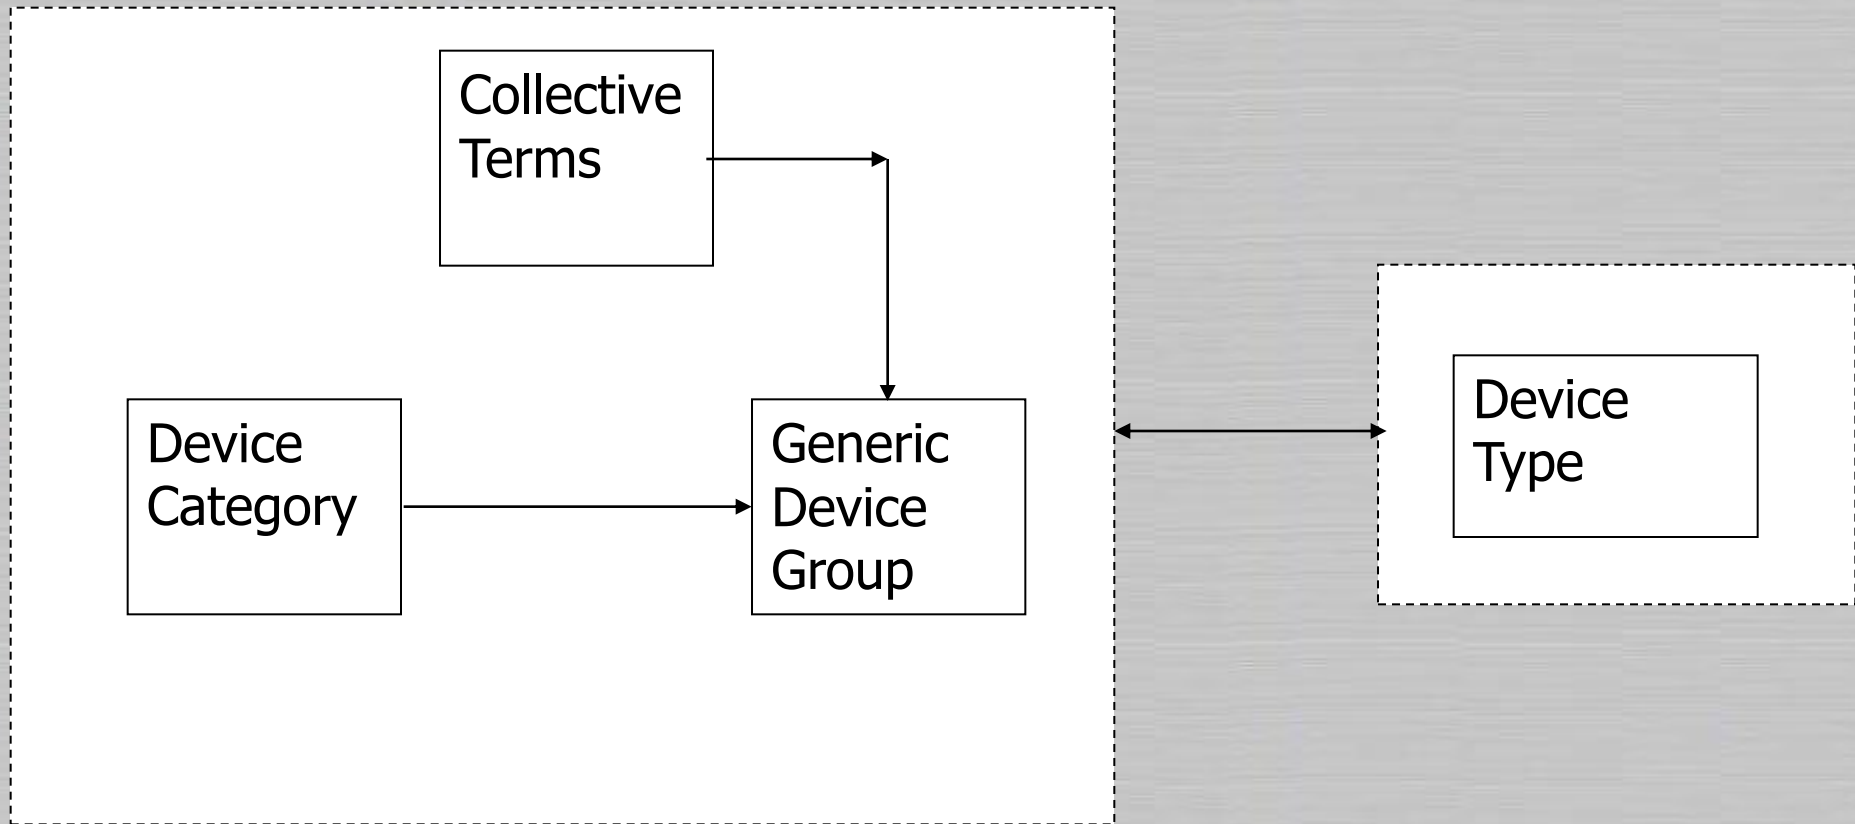 Collective
Terms
Device
Category
Generic
Device
Group
Device
Type